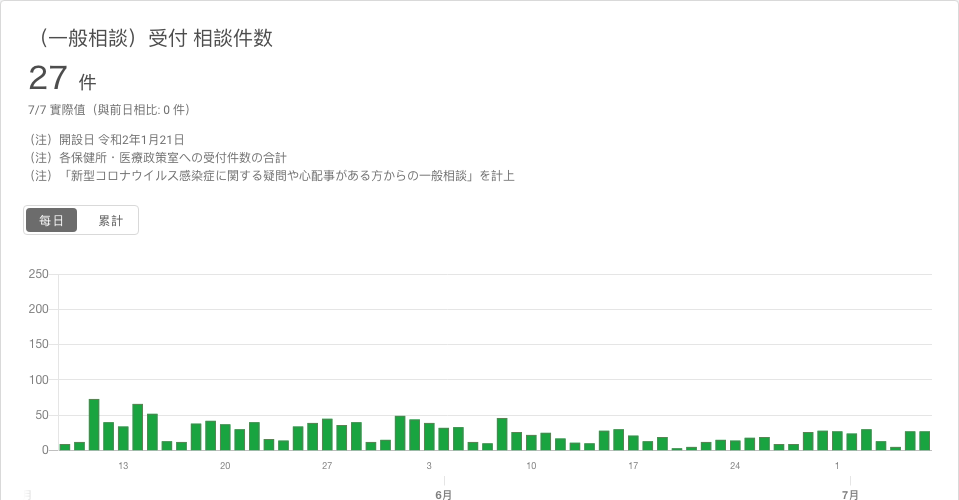 （一般相談）受付 相談件数
27 件
7/7 實際值（與前日相比: 0 件）
（注）開設日 令和2年1月21日
（注）各保健所・医療政策室への受付件数の合計
（注）「新型コロナウイルス感染症に関する疑問や心配事がある方からの一般相談」を計上
每日 累計
250
200
150
100
50
0
13 20 27 3 10 17 24 1
6月 7月